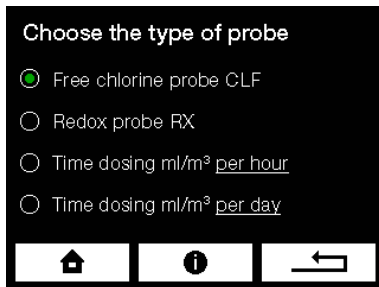 Choose the type of probe
Free chlorine probe CLF
Redox probe RX
Time dosing ml/m³ per hour
Time dosing ml/m³ per day